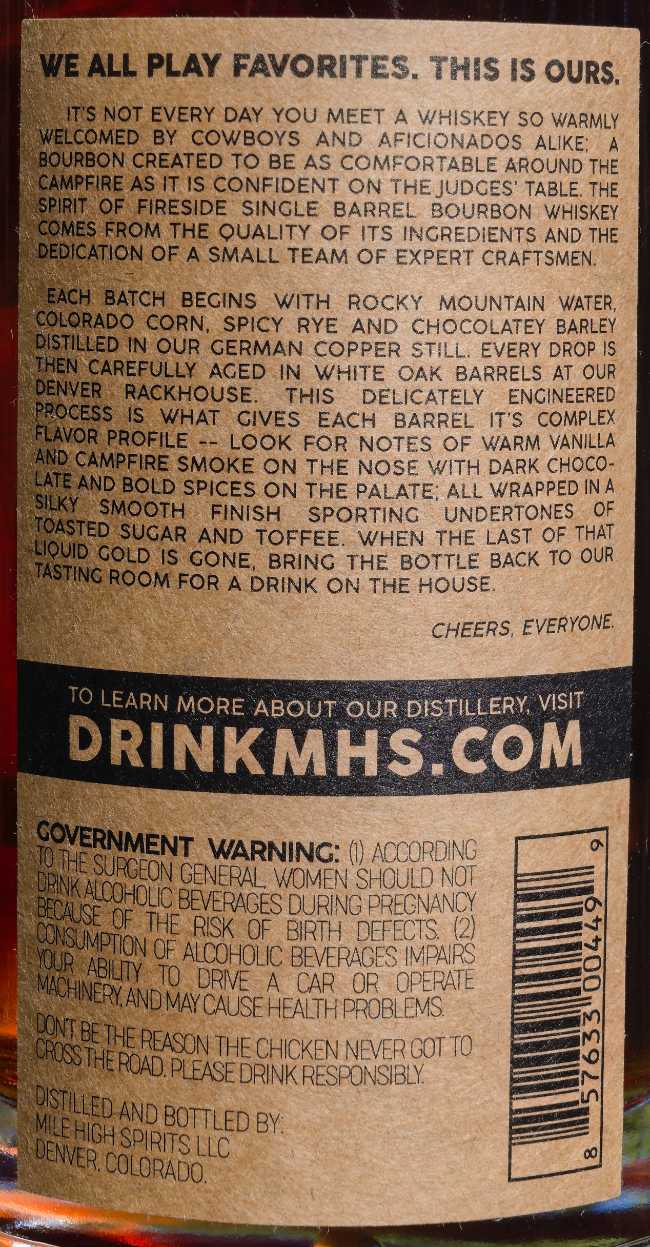 WE ALL PLAY FAVORITES. THIS IS OURS.
IT'S NOT EVERY DAY YOU MEET A WHISKEY SO WARMLY
WELCOMED BY COWBOYS AND AFICIONADOS ALIKE; A
BOURBON CREATED TO BE AS COMFORTABLE AROUND THE
CAMPFIRE AS IT IS CONFIDENT ON THE JUDGES' TABLE. THE
SPIRIT OF FIRESIDE SINGLE BARREL BOURBON WHISKEY
COMES FROM THE QUALITY OF ITS INGREDIENTS AND THE
DEDICATION OF A SMALL TEAM OF EXPERT CRAFTSMEN.
EACH BATCH BEGINS WITH ROCKY MOUNTAIN WATER,
COLORADO CORN, SPICY RYE AND CHOCOLATEY BARLEY
DISTILLED IN OUR GERMAN COPPER STILL. EVERY DROP IS
THEN CAREFULLY AGED IN WHITE OAK BARRELS AT OUR
DENVER RACKHOUSE. THIS DELICATELY ENGINEERED
PROCESS IS WHAT GIVES EACH BARREL IT'S COMPLEX
FLAVOR PROFILE -- LOOK FOR NOTES OF WARM VANILLA
AND CAMPFIRE SMOKE ON THE NOSE WITH DARK CHOCO-
LATE AND BOLD SPICES ON THE PALATE; ALL WRAPPED IN A
SILKY SMOOTH FINISH SPORTING UNDERTONES OF
TOASTED SUGAR AND TOFFEE. WHEN THE LAST OF THAT
LIQUID GOLD IS GONE, BRING THE BOTTLE BACK TO OUR
TASTING ROOM FOR A DRINK ON THE HOUSE.
CHEERS, EVERYONE.
TO LEARN MORE ABOUT OUR DISTILLERY, VISIT
DRINKMHS.COM
GOVERNMENT WARNING: (1) ACCORDING
TO THE SURGEON GENERAL, WOMEN SHOULD NOT
DRINK ALCOHOLIC BEVERAGES DURING PREGNANCY
BECAUSE OF THE RISK OF BIRTH DEFECTS. (2)
CONSUMPTION OF ALCOHOLIC BEVERAGES IMPAIRS
YOUR ABILITY TO DRIVE A CAR OR OPERATE
MACHINERY, AND MAY CAUSE HEALTH PROBLEMS.
DON'T BE THE REASON THE CHICKEN NEVER GOT TO
CROSS THE ROAD. PLEASE DRINK RESPONSIBLY.
DISTILLED AND BOTTLED BY:
MILE HIGH SPIRITS LLC
DENVER, COLORADO.
8 57633 00449 9